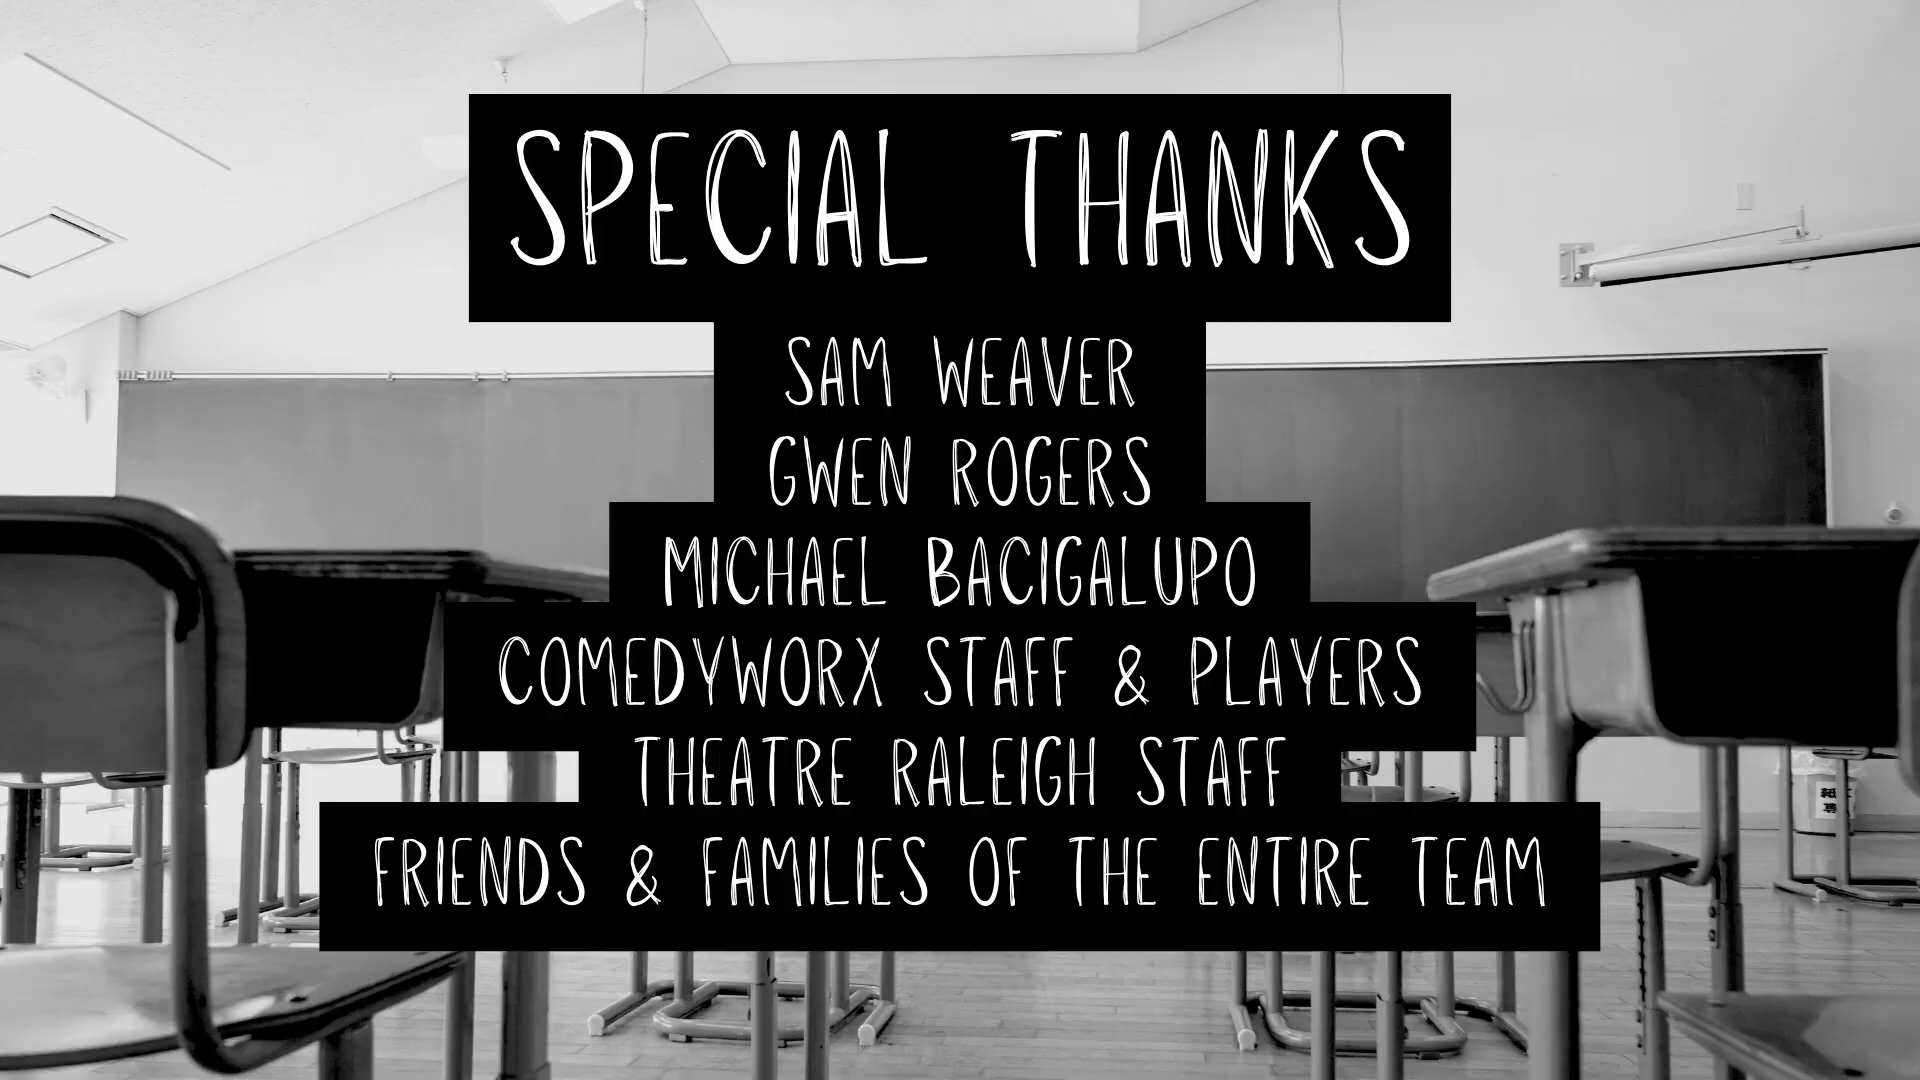 SPECIAL THANKS
SAM WEAVER
GWEN ROGERS
MICHAEL BACIGALUPO
COMEDYWORX STAFF & PLAYERS
THEATRE RALEIGH STAFF
FRIENDS & FAMILIES OF THE ENTIRE TEAM